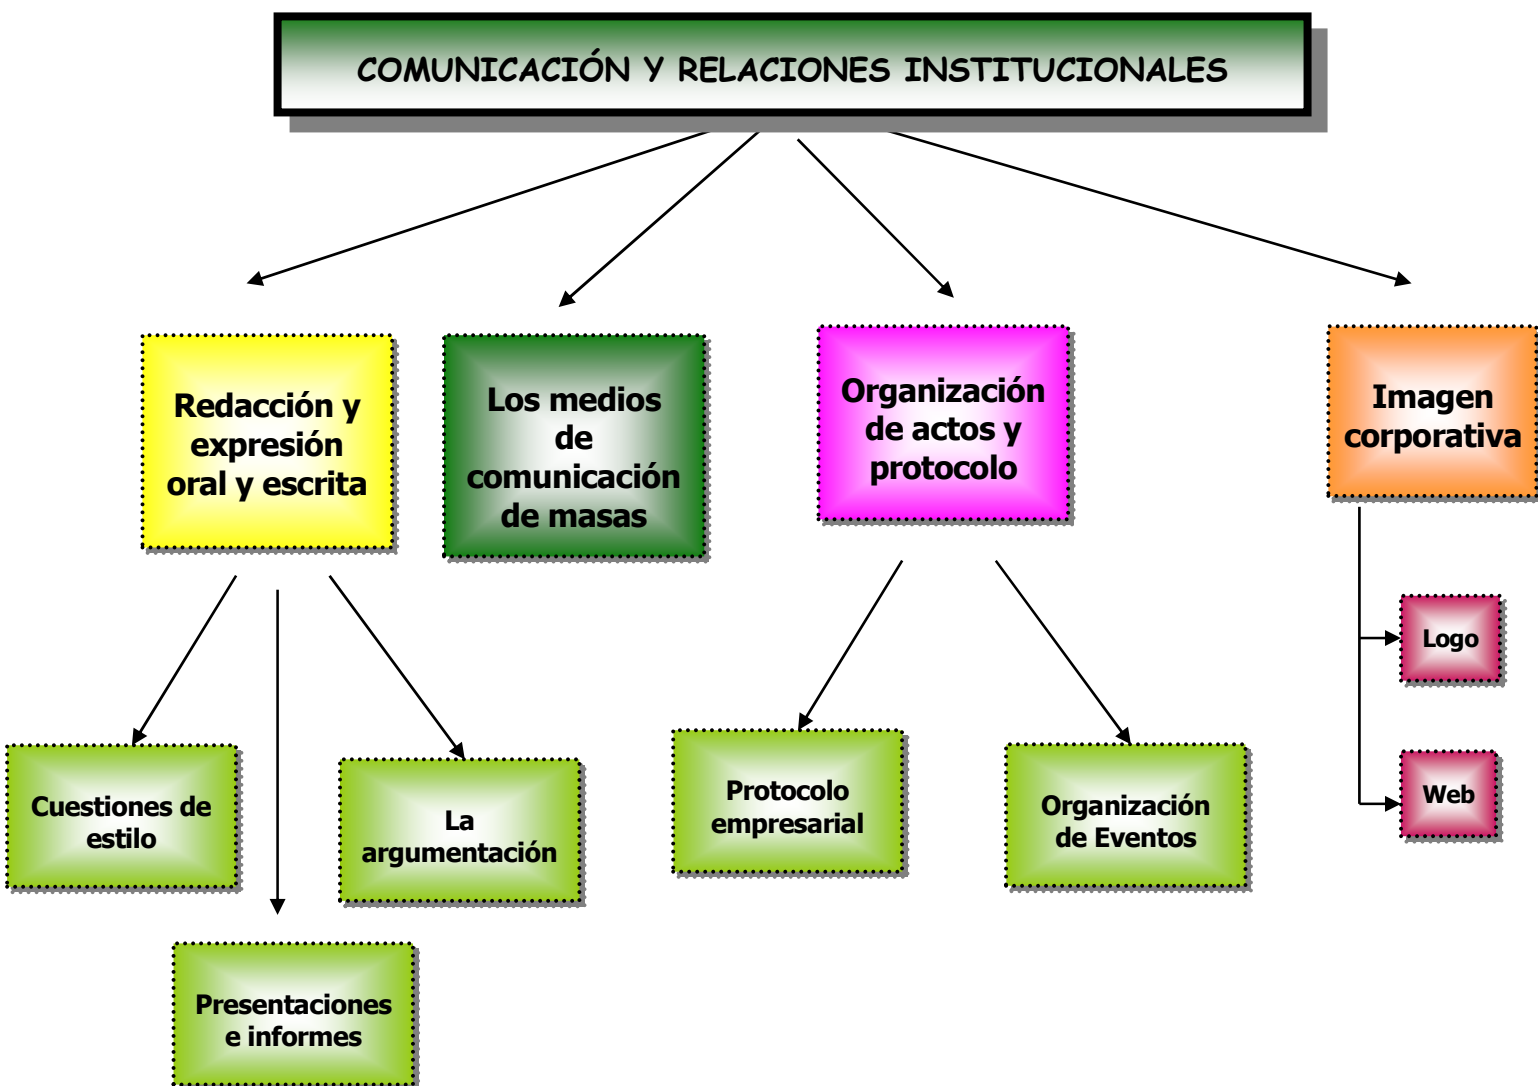 COMUNICACIÓN Y RELACIONES INSTITUCIONALES
Redacción y
expresión
oral y escrita
Los medios
de
comunicación
de masas
Organización
de actos y
protocolo
Imagen
corporativa
Logo
Web
Cuestiones de
estilo
La
argumentación
Protocolo
empresarial
Organización
de Eventos
Presentaciones
e informes